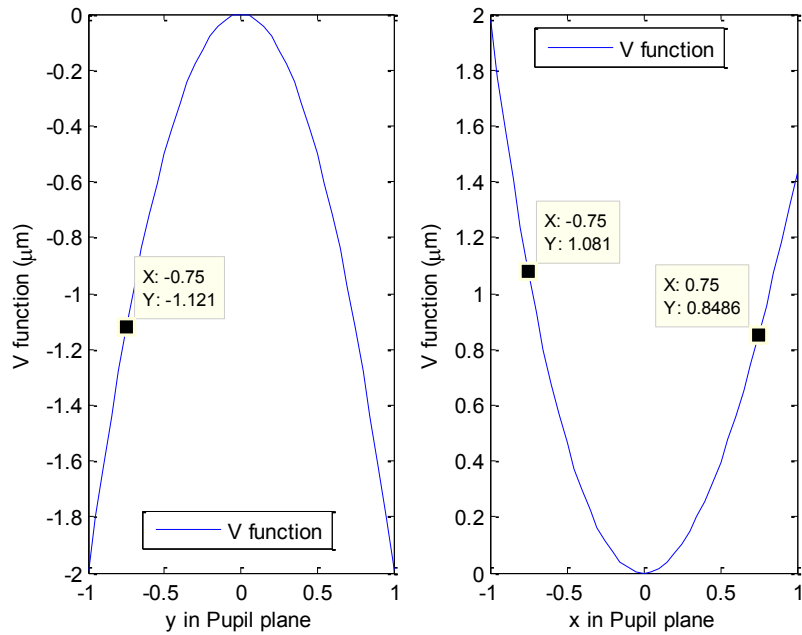 0
-0.2
-0.4
-0.6
-0.8
-1
-1.2
-1.4
-1.6
-1.8
-2
-1
-0.5
0
0.5
1
V function (μm)
y in Pupil plane
X: -0.75
Y: -1.121
V function
2
1.8
1.6
1.4
1.2
1
0.8
0.6
0.4
0.2
0
-1
-0.5
0
0.5
1
V function (μm)
x in Pupil plane
V function
X: -0.75
Y: 1.081
X: 0.75
Y: 0.8486